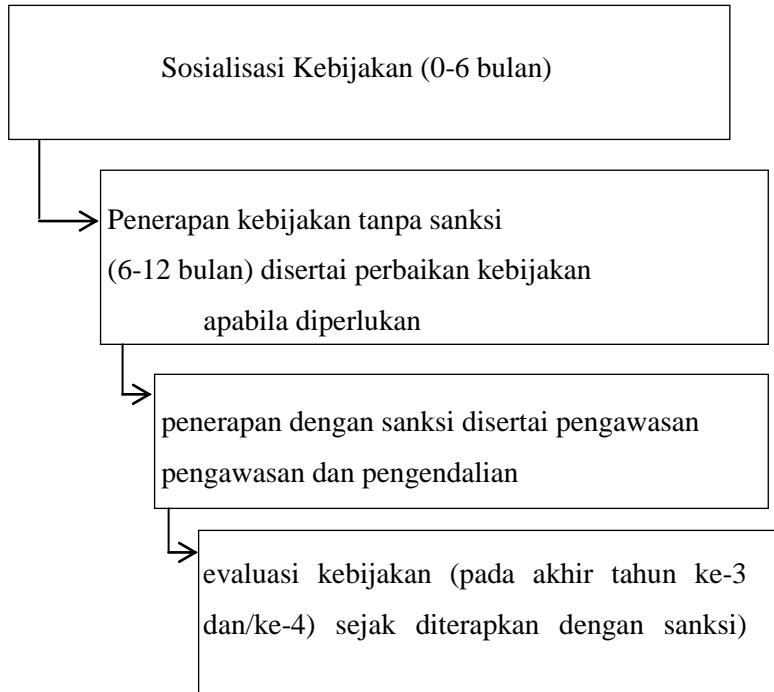 Sosialisasi Kebijakan (0-6 bulan)
Penerapan kebijakan tanpa sanksi
(6-12 bulan) disertai perbaikan kebijakan
apabila diperlukan
penerapan dengan sanksi disertai pengawasan
pengawasan dan pengendalian
evaluasi kebijakan (pada akhir tahun ke-3
dan/ke-4) sejak diterapkan dengan sanksi)